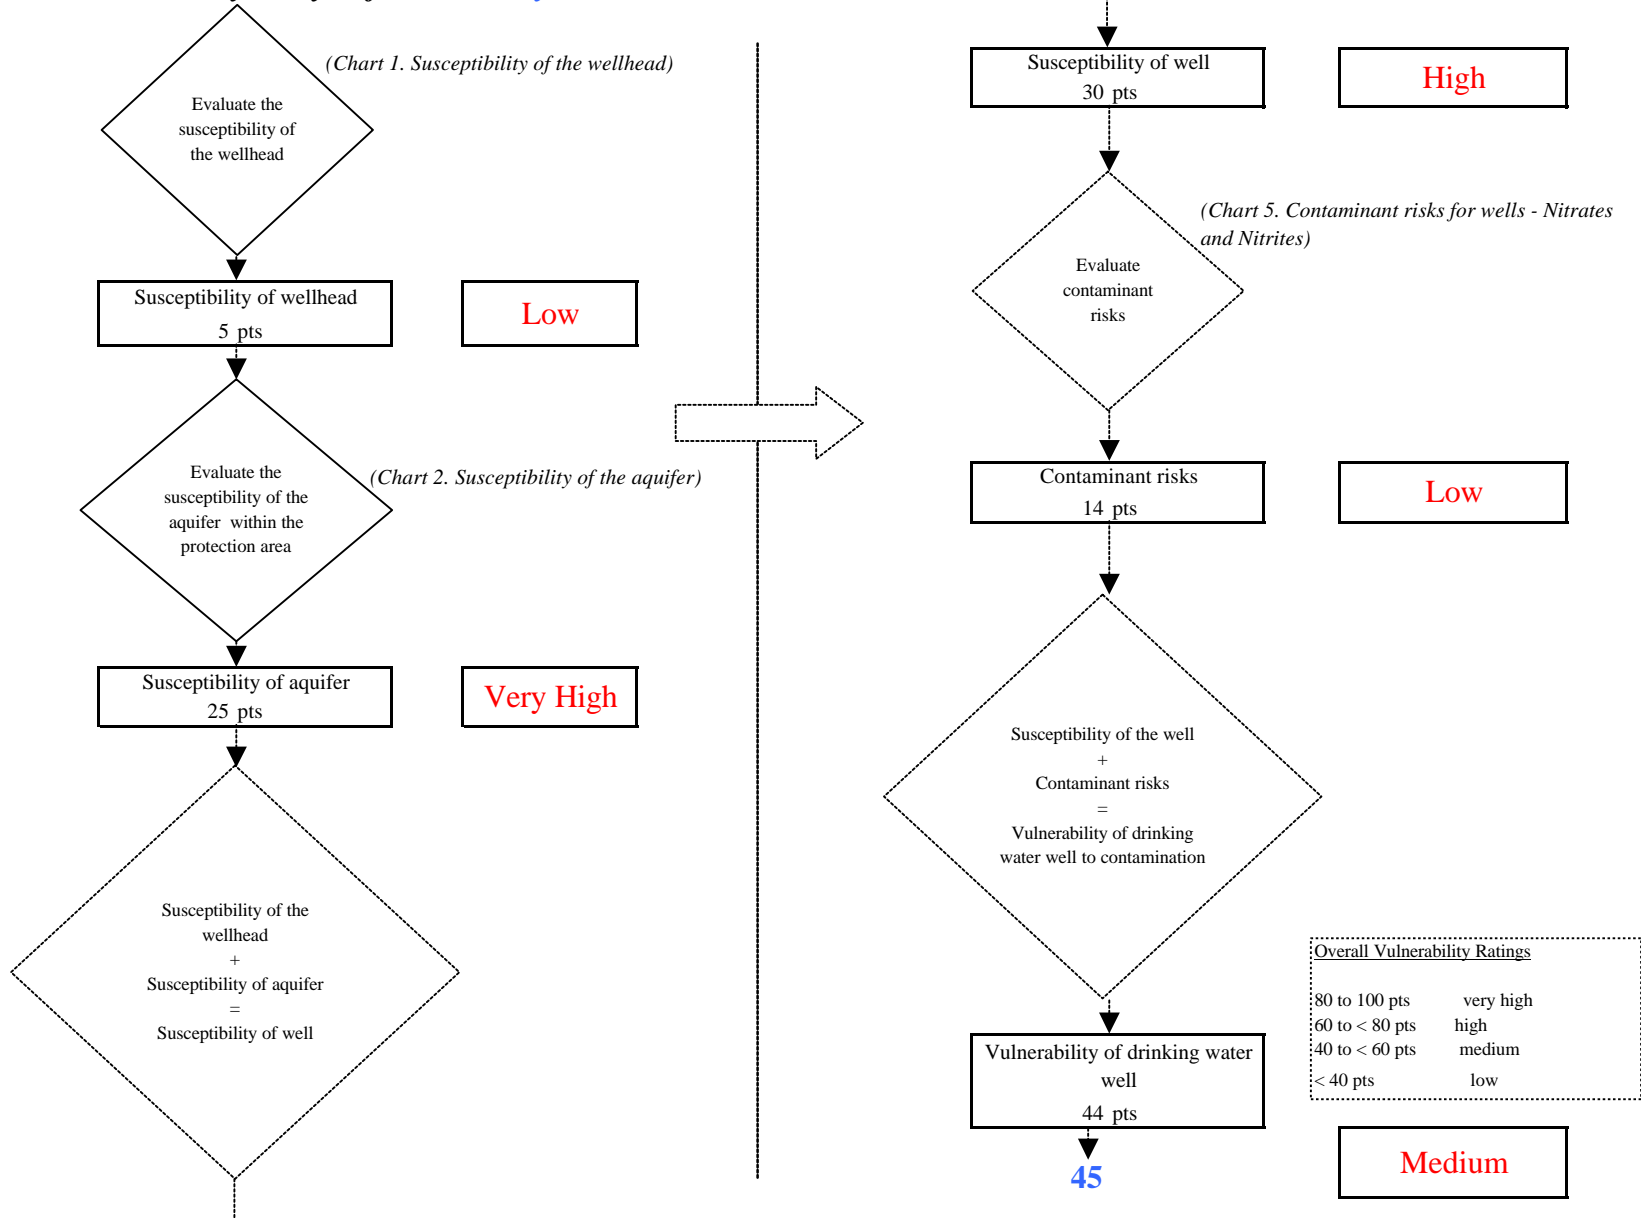 (Chart 1. Susceptibility of the wellhead)
Evaluate the
susceptibility of
the wellhead
Susceptibility of wellhead
5 pts
Low
Evaluate the
susceptibility of the
aquifer within the
protection area
(Chart 2. Susceptibility of the aquifer)
Susceptibility of aquifer
25 pts
Very High
Susceptibility of the
wellhead
+
Susceptibility of aquifer
=
Susceptibility of well
Susceptibility of well
30 pts
High
(Chart 5. Contaminant risks for wells - Nitrates
and Nitrites)
Evaluate
contaminant
risks
Contaminant risks
14 pts
Low
Susceptibility of the well
+
Contaminant risks
=
Vulnerability of drinking
water well to contamination
Overall Vulnerability Ratings
80 to 100 pts very high
60 to < 80 pts high
40 to < 60 pts medium
< 40 pts low
Vulnerability of drinking water
well
44 pts
45
Medium